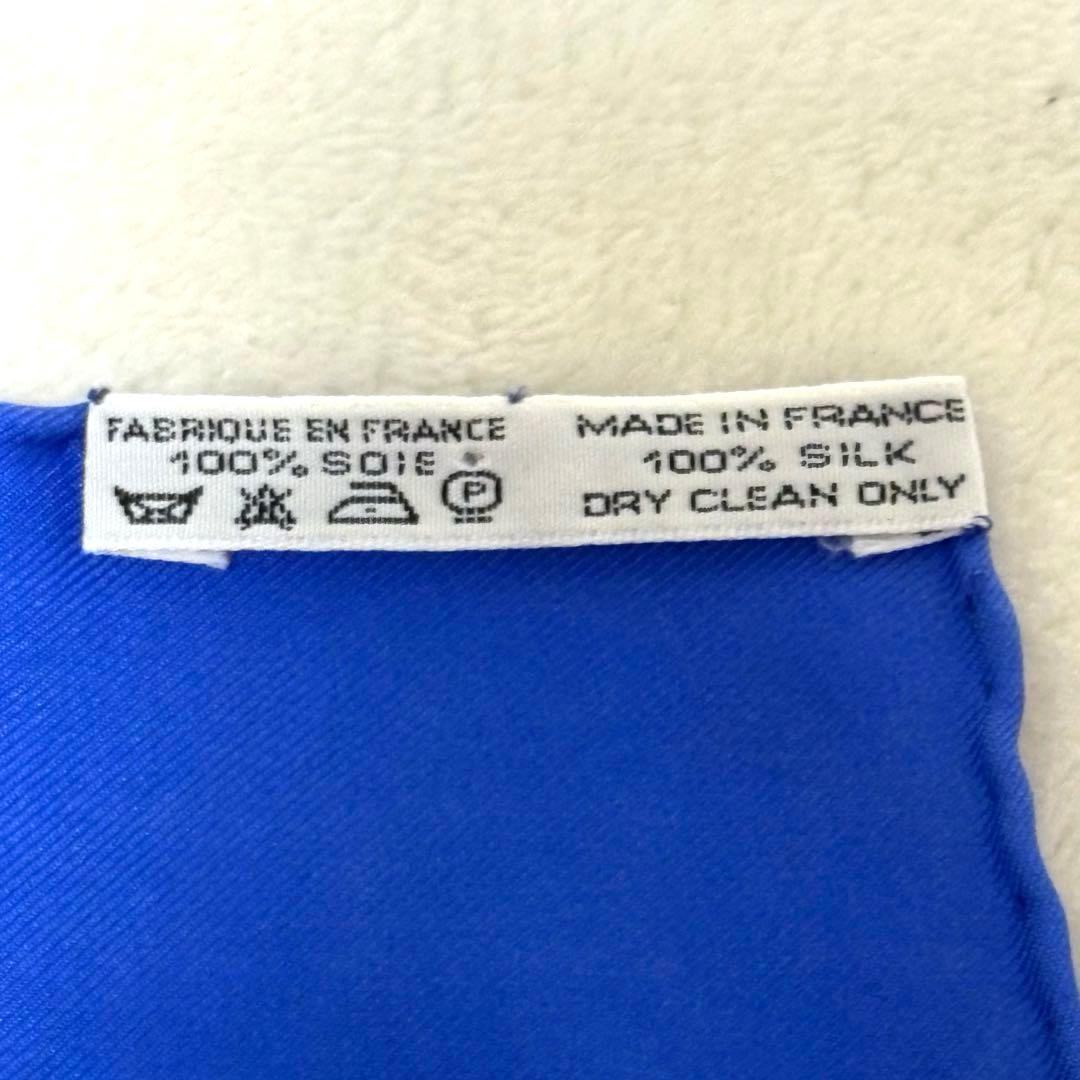 FABRIQUE EN FRANCE
100% SOIE
P
MADE IN FRANCE
100% SILK
DRY CLEAN ONLY